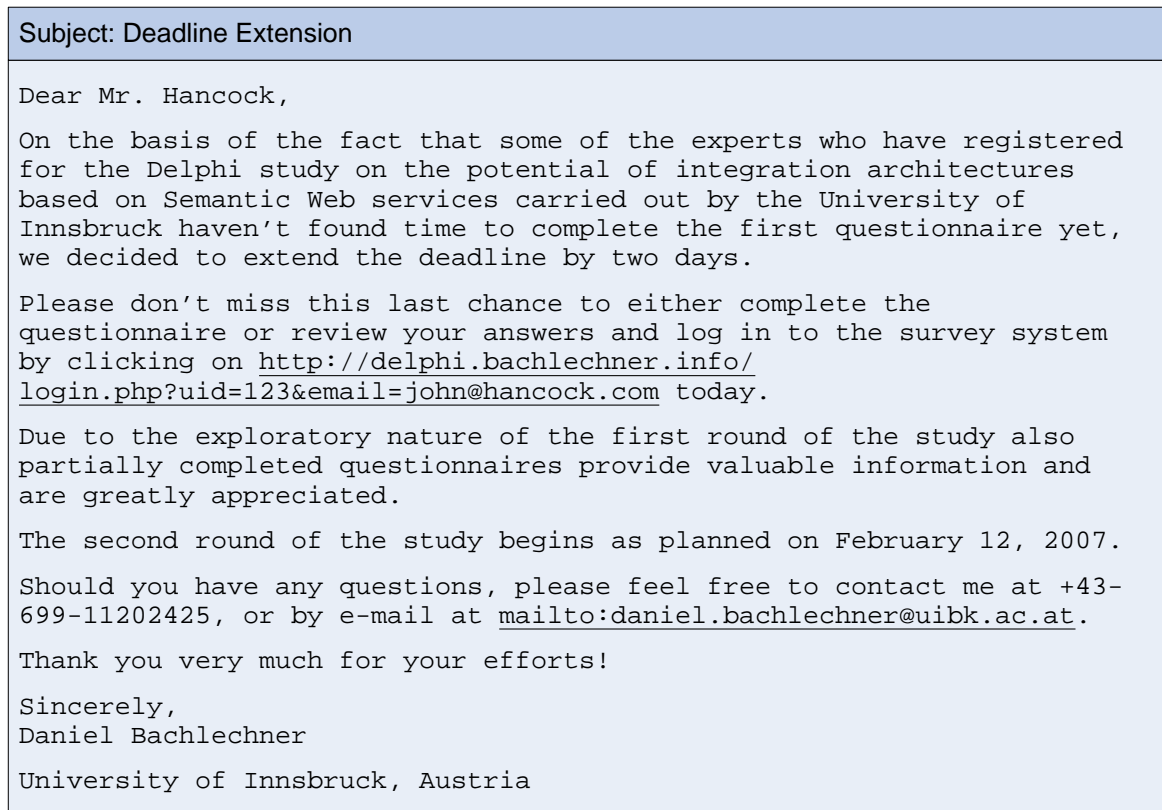 Subject: Deadline Extension
Dear Mr. Hancock,
On the basis of the fact that some of the experts who have registered
for the Delphi study on the potential of integration architectures
based on Semantic Web services carried out by the University of
Innsbruck haven't found time to complete the first questionnaire yet,
we decided to extend the deadline by two days.
Please don't miss this last chance to either complete the
questionnaire or review your answers and log in to the survey system
by clicking on http://delphi.bachlechner.info/
login.php?uid=123&email=john@hancock.com today.
Due to the exploratory nature of the first round of the study also
partially completed questionnaires provide valuable information and
are greatly appreciated.
The second round of the study begins as planned on February 12, 2007.
Should you have any questions, please feel free to contact me at +43-
699-11202425, or by e-mail at mailto:daniel.bachlechner@uibk.ac.at.
Thank you very much for your efforts!
Sincerely,
Daniel Bachlechner
University of Innsbruck, Austria